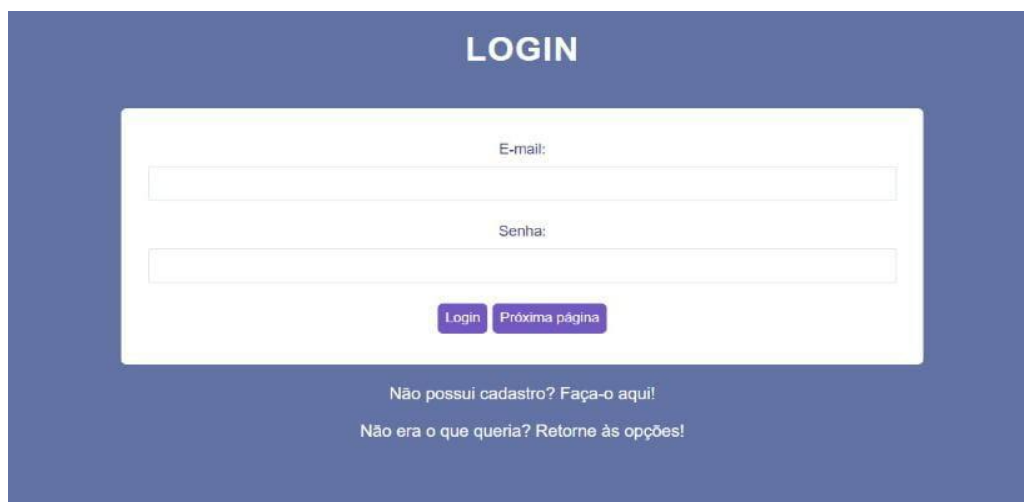 LOGIN
E-mail:
Senha:
Login Próxima página
Não possui cadastro? Faça-o aqui!
Não era o que queria? Retorne às opções!